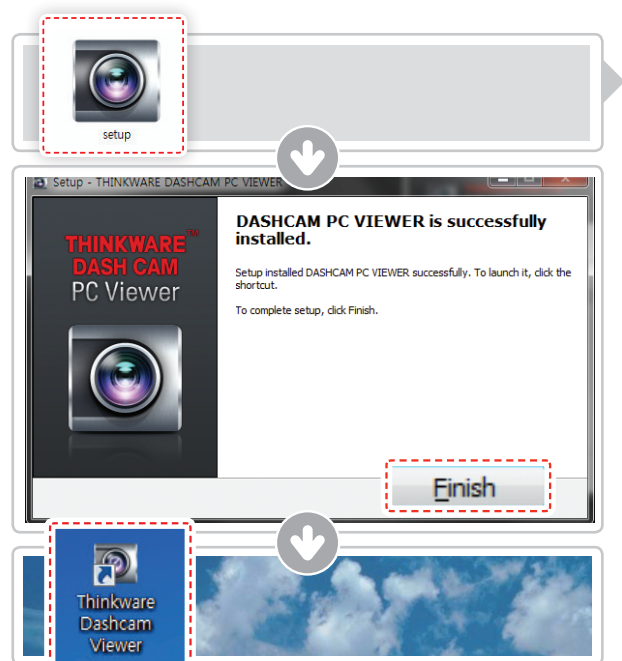 setup
Setup - THINKWARE DASHCAM PC VIEWER
THINKWARE™
DASH CAM
PC Viewer
DASHCAM PC VIEWER is successfully
installed.
Setup installed DASHCAM PC VIEWER successfully. To launch it, click the
shortcut.
To complete setup, click Finish.
Finish
Thinkware
Dashcam
Viewer